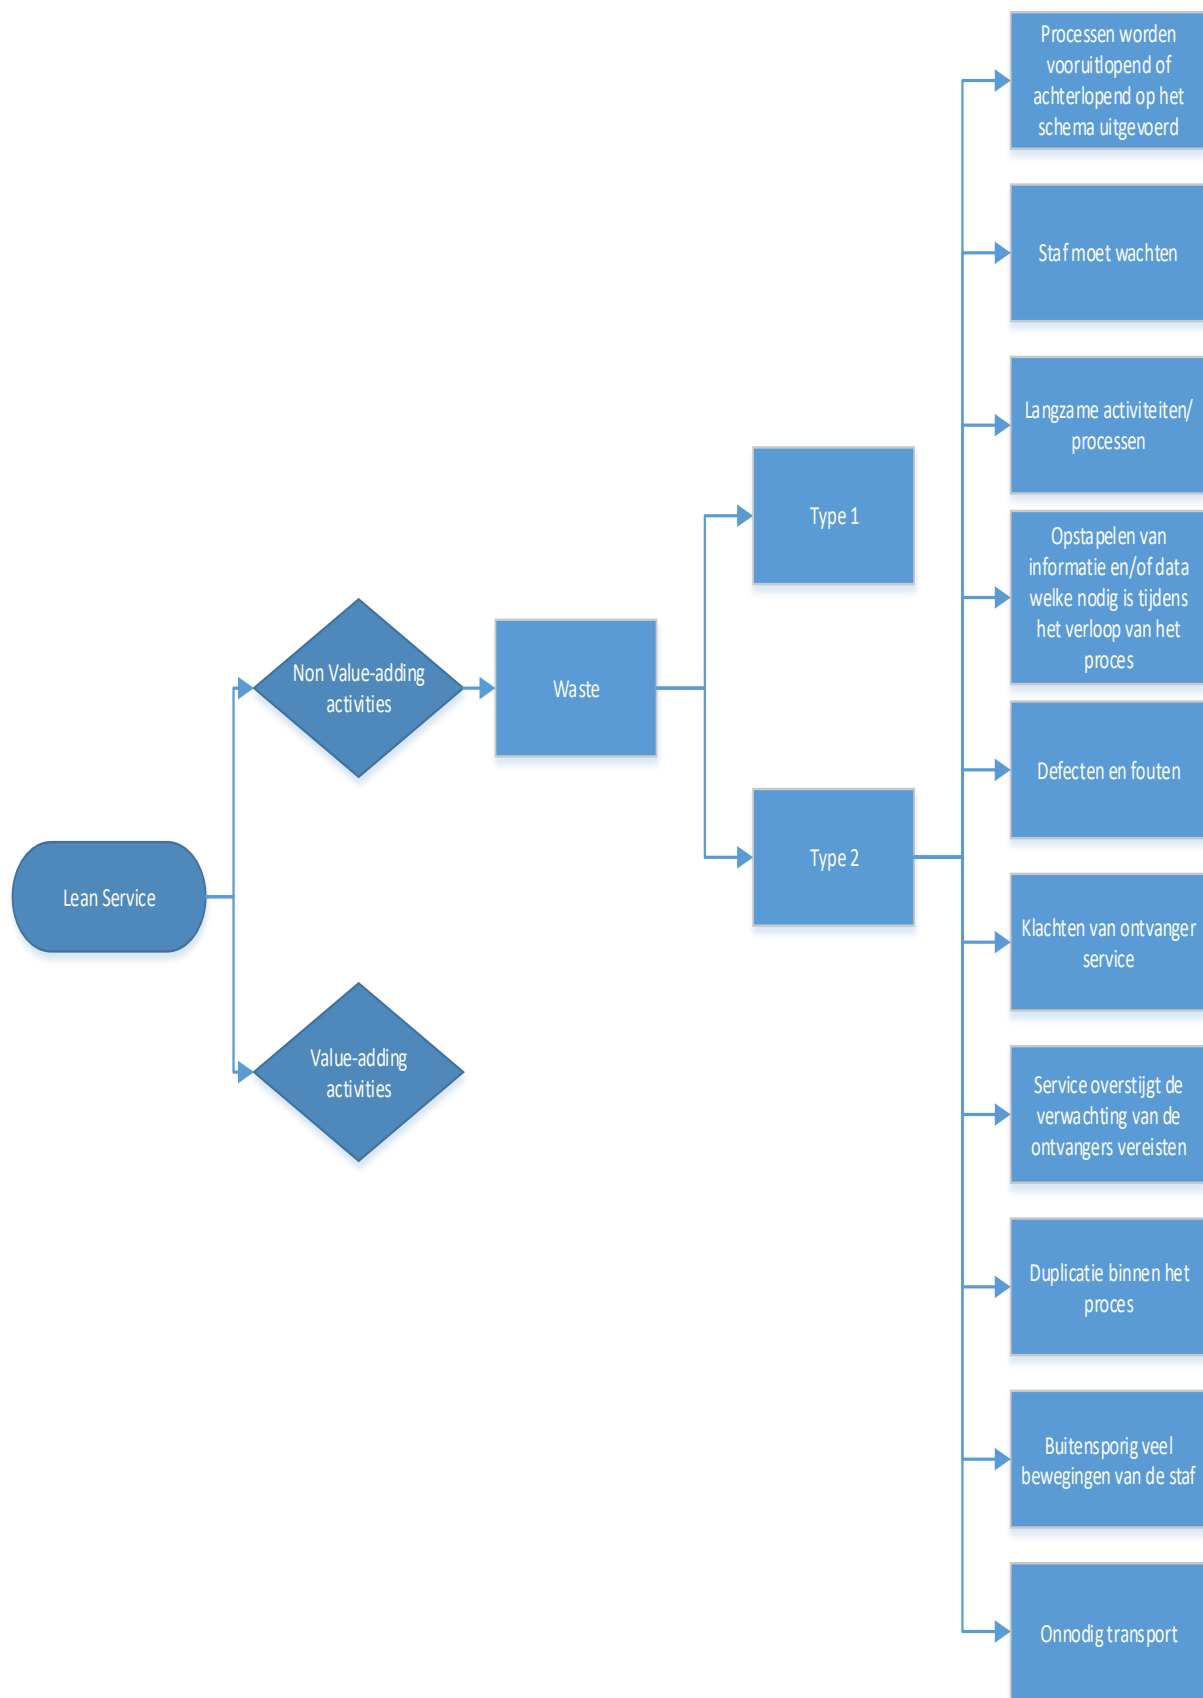 Processen worden
vooruitlopend of
achterlopend op het
schema uitgevoerd
Staf moet wachten
Langzame activiteiten/
processen
Type 1
Opstapelen van
informatie en/of data
welke nodig is tijdens
het verloop van het
proces
Non Value-adding
activities
Waste
Defecten en fouten
Type 2
Lean Service
Klachten van ontvanger
service
Value-adding
activities
Service overstijgt de
verwachting van de
ontvangers vereisten
Duplicatie binnen het
proces
Buitensporig veel
bewegingen van de staf
Onnodig transport